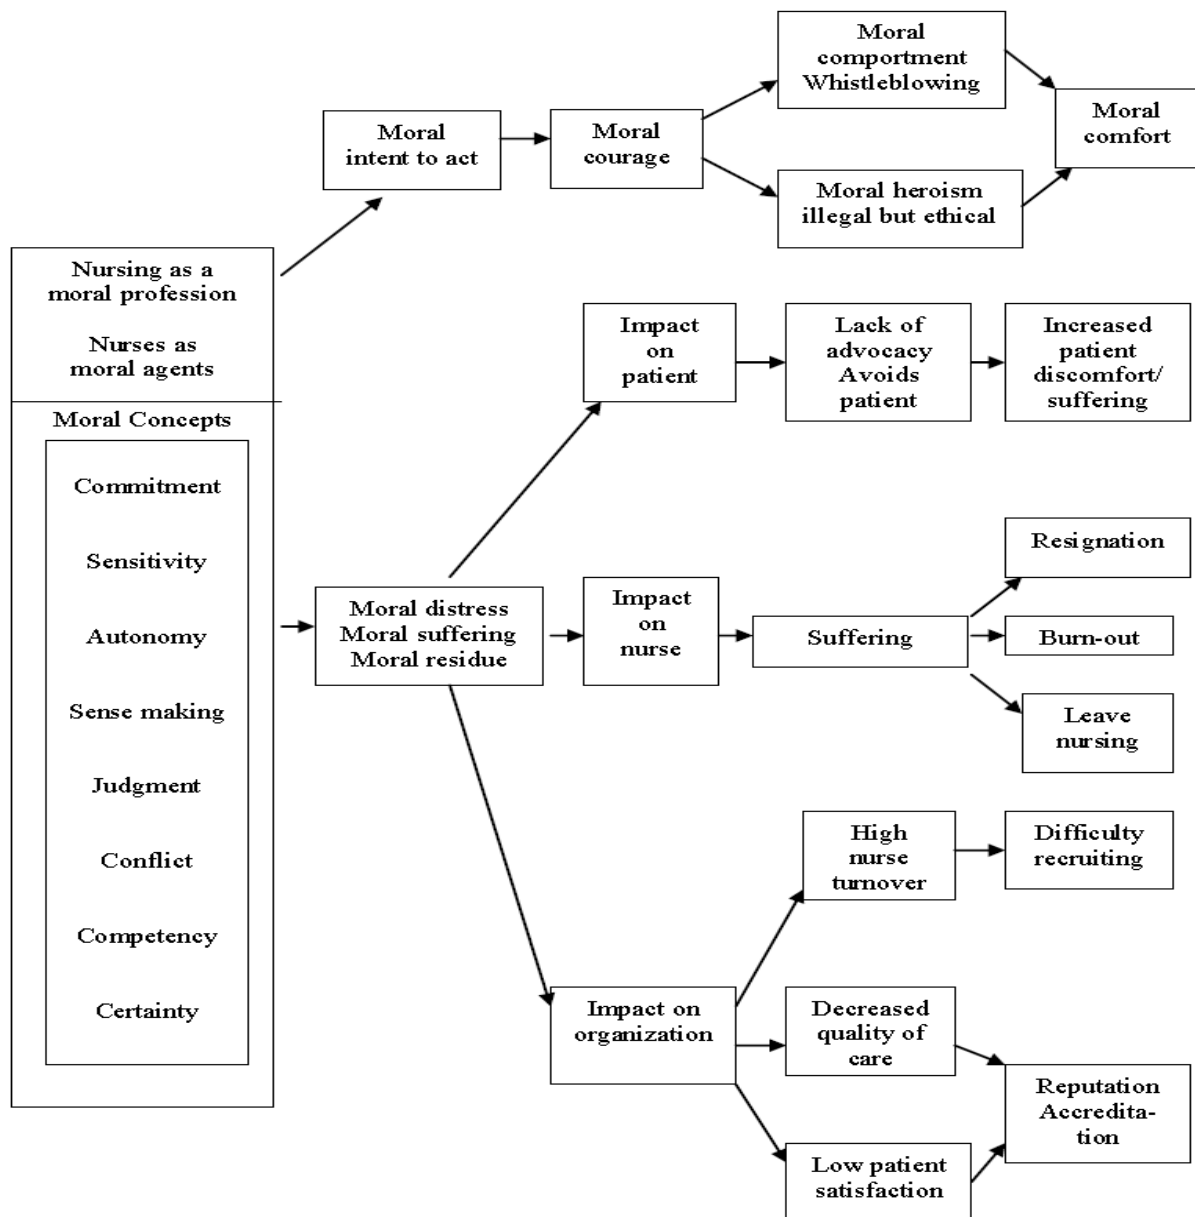 Moral
comportment
Whistleblowing
Moral
intent to act
Moral
courage
Moral
comfort
Moral heroism
illegal but ethical
Nursing as a
moral profession
Nurses as
moral agents
Moral Concepts
Commitment
Sensitivity
Autonomy
Sense making
Judgment
Conflict
Competency
Certainty
Impact
on
patient
Lack of
advocacy
Avoids
patient
Increased
patient
discomfort/
suffering
Moral distress
Moral suffering
Moral residue
Impact
on
nurse
Suffering
Resignation
Burn-out
Leave
nursing
High
nurse
turnover
Difficulty
recruiting
Impact on
organization
Decreased
quality of
care
Low patient
satisfaction
Reputation
Accredita-
tion